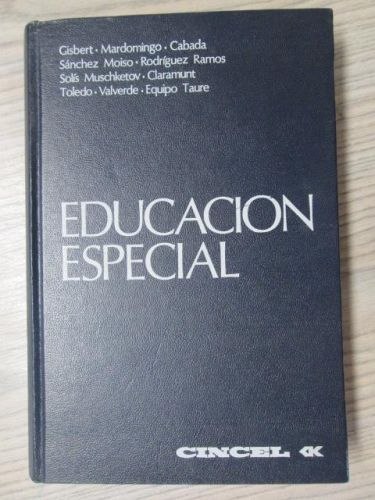 Gisbert · Mardomingo · Cabada
Sánchez Moiso · Rodríguez Ramos
Solís Muschketov · Claramunt
Toledo · Valverde · Equipo Taure
EDUCACION
ESPECIAL
CINCEL K